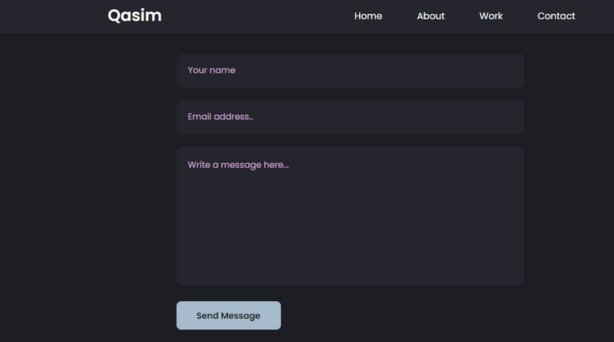 Qasim Home About Work Contact
Your name
Email address..
Write a message here...
Send Message